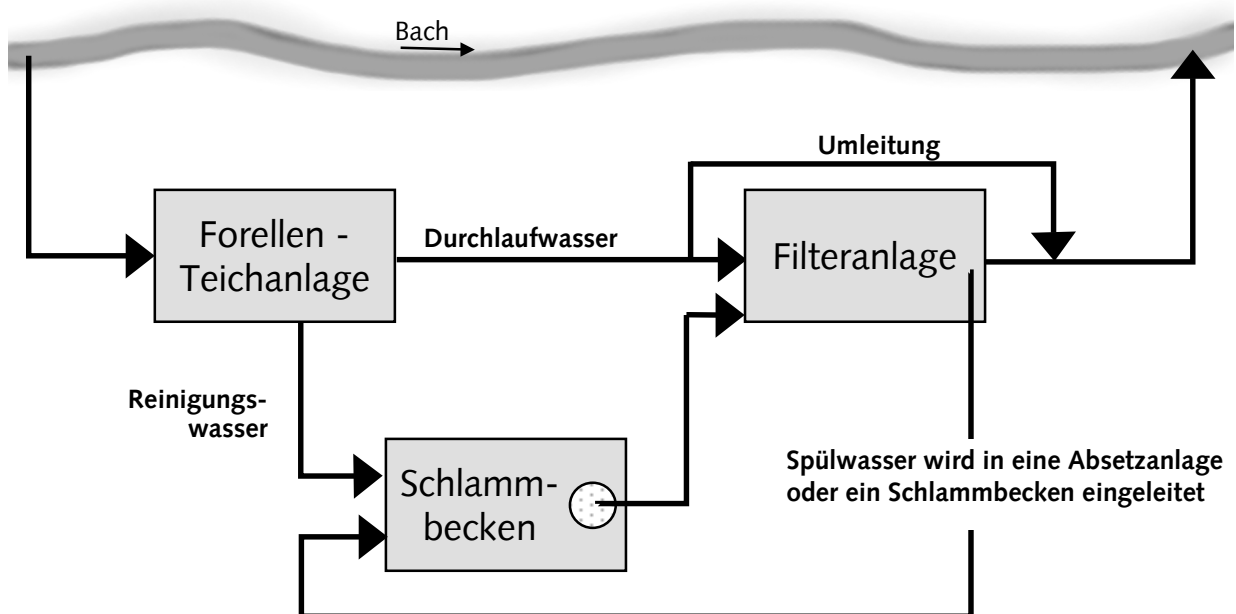 Bach
Umleitung
Forellen -
Teichanlage
Durchlaufwasser
Filteranlage
Reinigungs-
wasser
Schlamm-
becken
Spülwasser wird in eine Absetzanlage
oder ein Schlammbecken eingeleitet